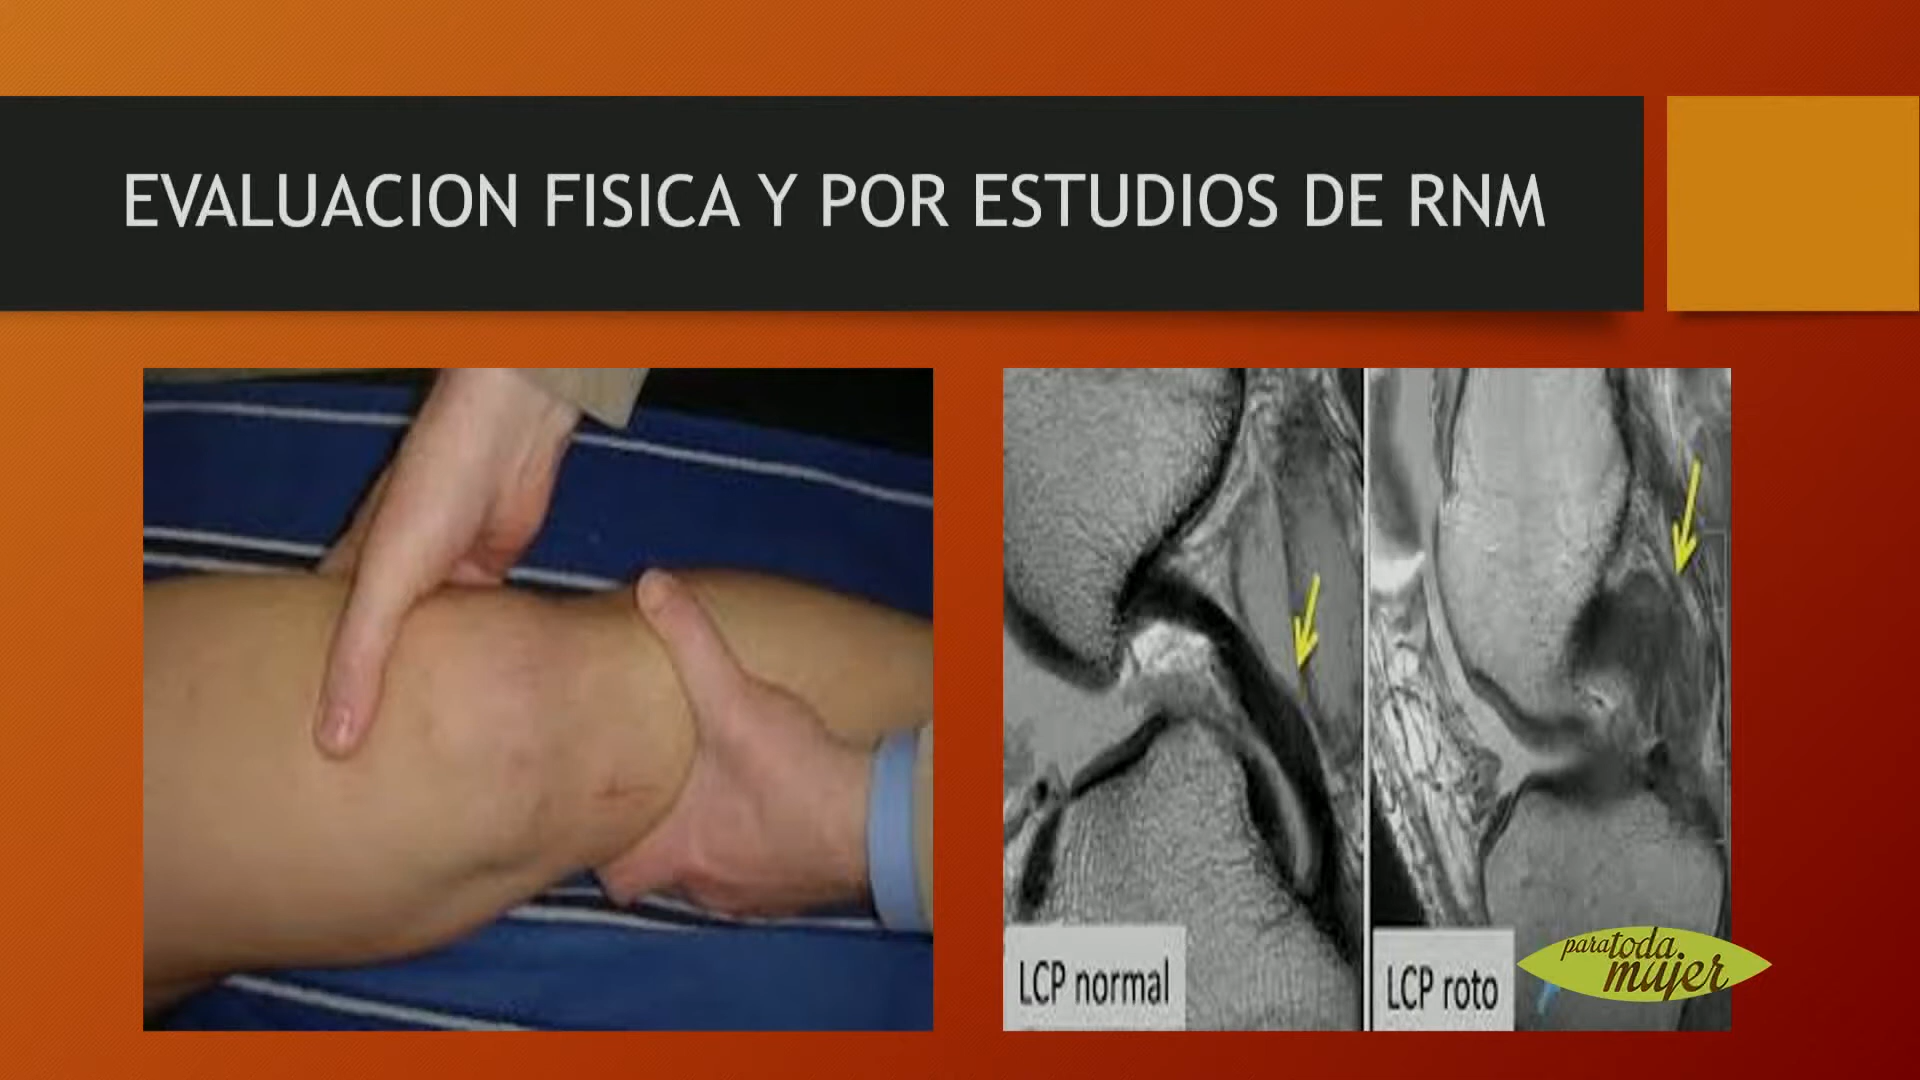 EVALUACION FISICA Y POR ESTUDIOS DE RNM
LCP normal
LCP roto
para toda
mujer